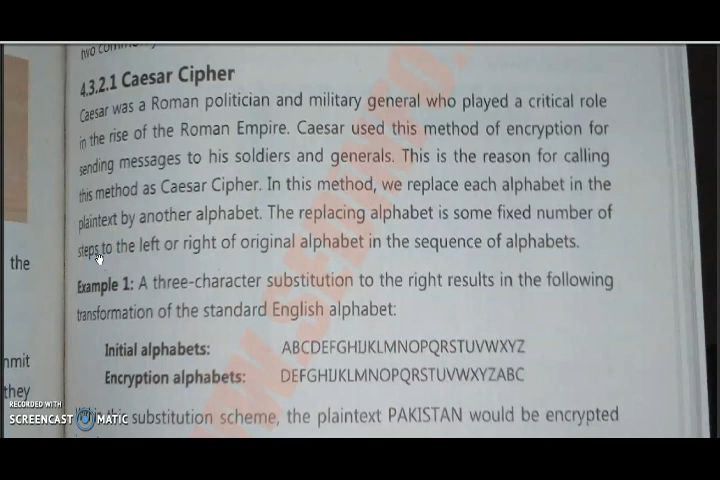 two
4.3.2.1 Caesar Cipher
Caesar was a Roman politician and military general who played a critical role
in the rise of the Roman Empire. Caesar used this method of encryption for
sending messages to his soldiers and generals. This is the reason for calling
this method as Caesar Cipher. In this method, we replace each alphabet in the
plaintext by another alphabet. The replacing alphabet is some fixed number of
steps to the left or right of original alphabet in the sequence of alphabets.
the
Example 1: A three-character substitution to the right results in the following
transformation of the standard English alphabet:
Initial alphabets: ABCDEFGHIJKLMNOPQRSTUVWXYZ
Encryption alphabets: DEFGHIJKLMNOPQRSTUVWXYZABC
they
RECORDED WITH
SCREENCAST MATIC
this substitution scheme, the plaintext PAKISTAN would be encrypted